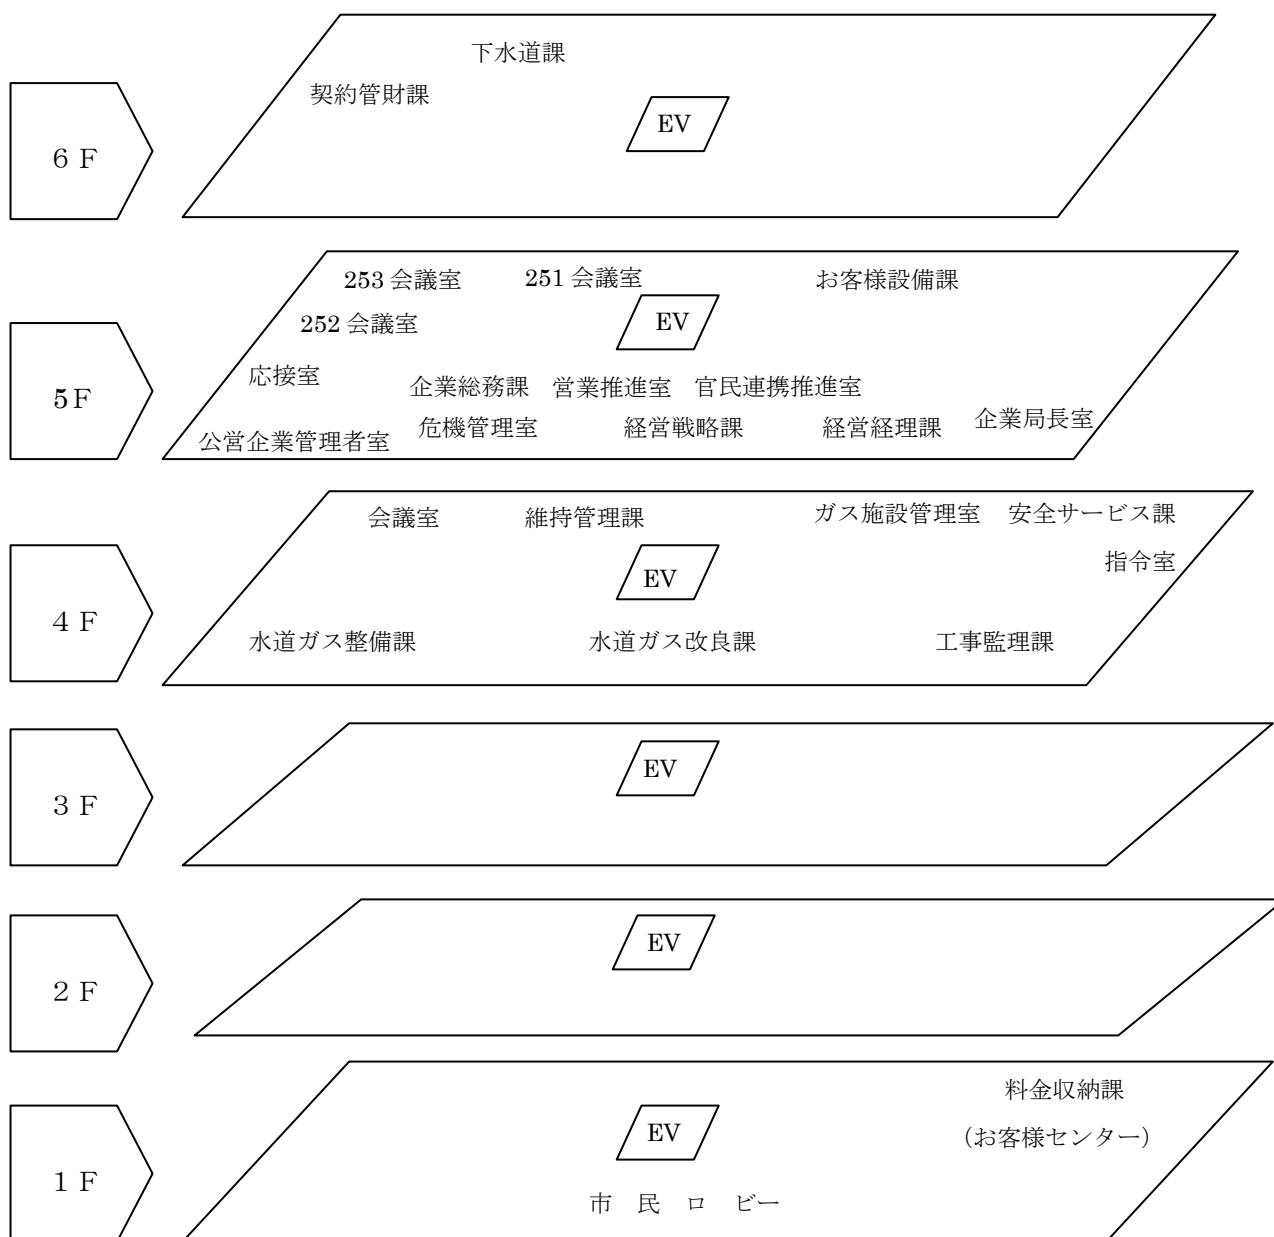 下水道課
契約管財課
EV
６Ｆ
253 会議室 251 会議室 お客様設備課
252 会議室 EV
応接室
企業総務課 営業推進室 官民連携推進室
5F
公営企業管理者室 危機管理室 経営戦略課 経営経理課 企業局長室
会議室 維持管理課 ガス施設管理室 安全サービス課
指令室
EV
４Ｆ
水道ガス整備課 水道ガス改良課 工事監理課
EV
３Ｆ
EV
２Ｆ
料金収納課
EV
（お客様センター）
１Ｆ
市 民 ロ ビー